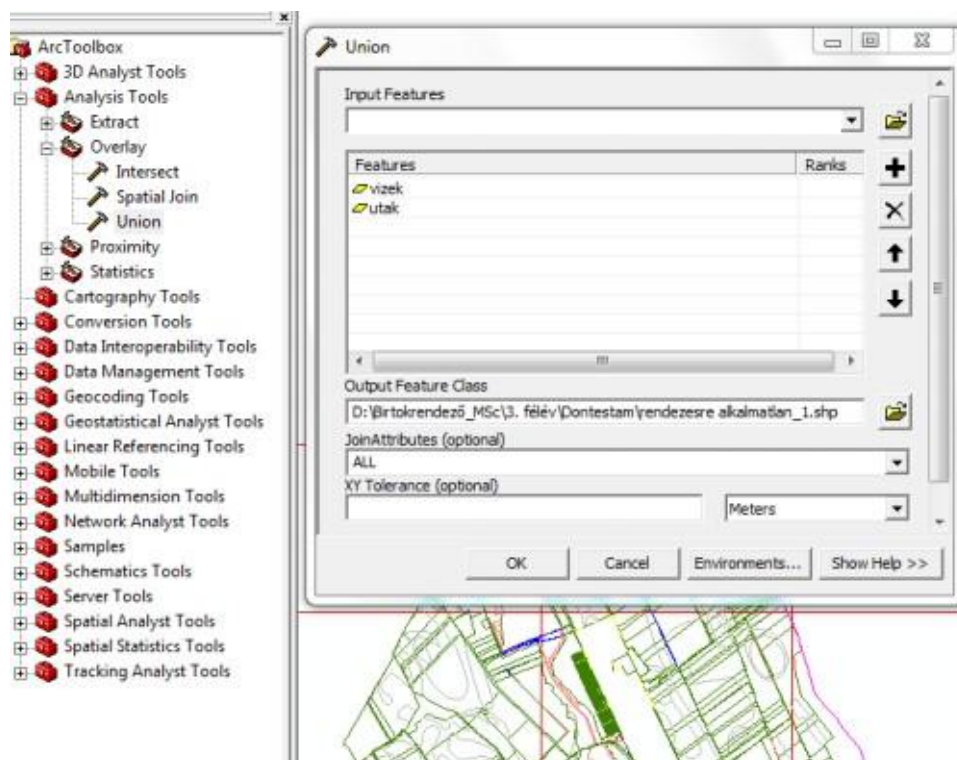 ArcToolbox
3D Analyst Tools
Analysis Tools
Extract
Overlay
Intersect
Spatial Join
Union
Proximity
Statistics
Cartography Tools
Conversion Tools
Data Interoperability Tools
Data Management Tools
Geocoding Tools
Geostatistical Analyst Tools
Linear Referencing Tools
Mobile Tools
Multidimension Tools
Network Analyst Tools
Samples
Schematics Tools
Server Tools
Spatial Analyst Tools
Spatial Statistics Tools
Tracking Analyst Tools
Union
Input Features
Features Ranks
vizek
utak
Output Feature Class
D:\Birtokrendező_MSc\3. félév\Dontestam\rendezesre alkalmatlan_1.shp
JoinAttributes (optional)
ALL
XY Tolerance (optional)
Meters
OK Cancel Environments... Show Help >>